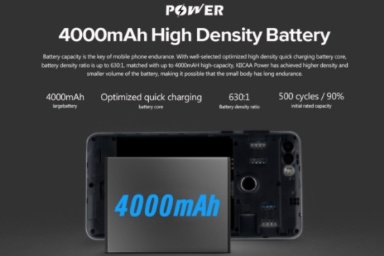 POWER
4000mAh High Density Battery
Battery capacity is the key of mobile phone endurance. With well-selected optimized high density quick charging battery core,
battery density ratio is up to 630:1, matched with up to 4000mAH high-capacity, KIICAA Power has achieved higher density and
smaller volume of the battery, making it possible that the small body has long endurance.
4000mAh Optimized quick charging 630:1 500 cycles / 90%
largebattery battery core Battery density ratio initial rated capacity
4000mAh